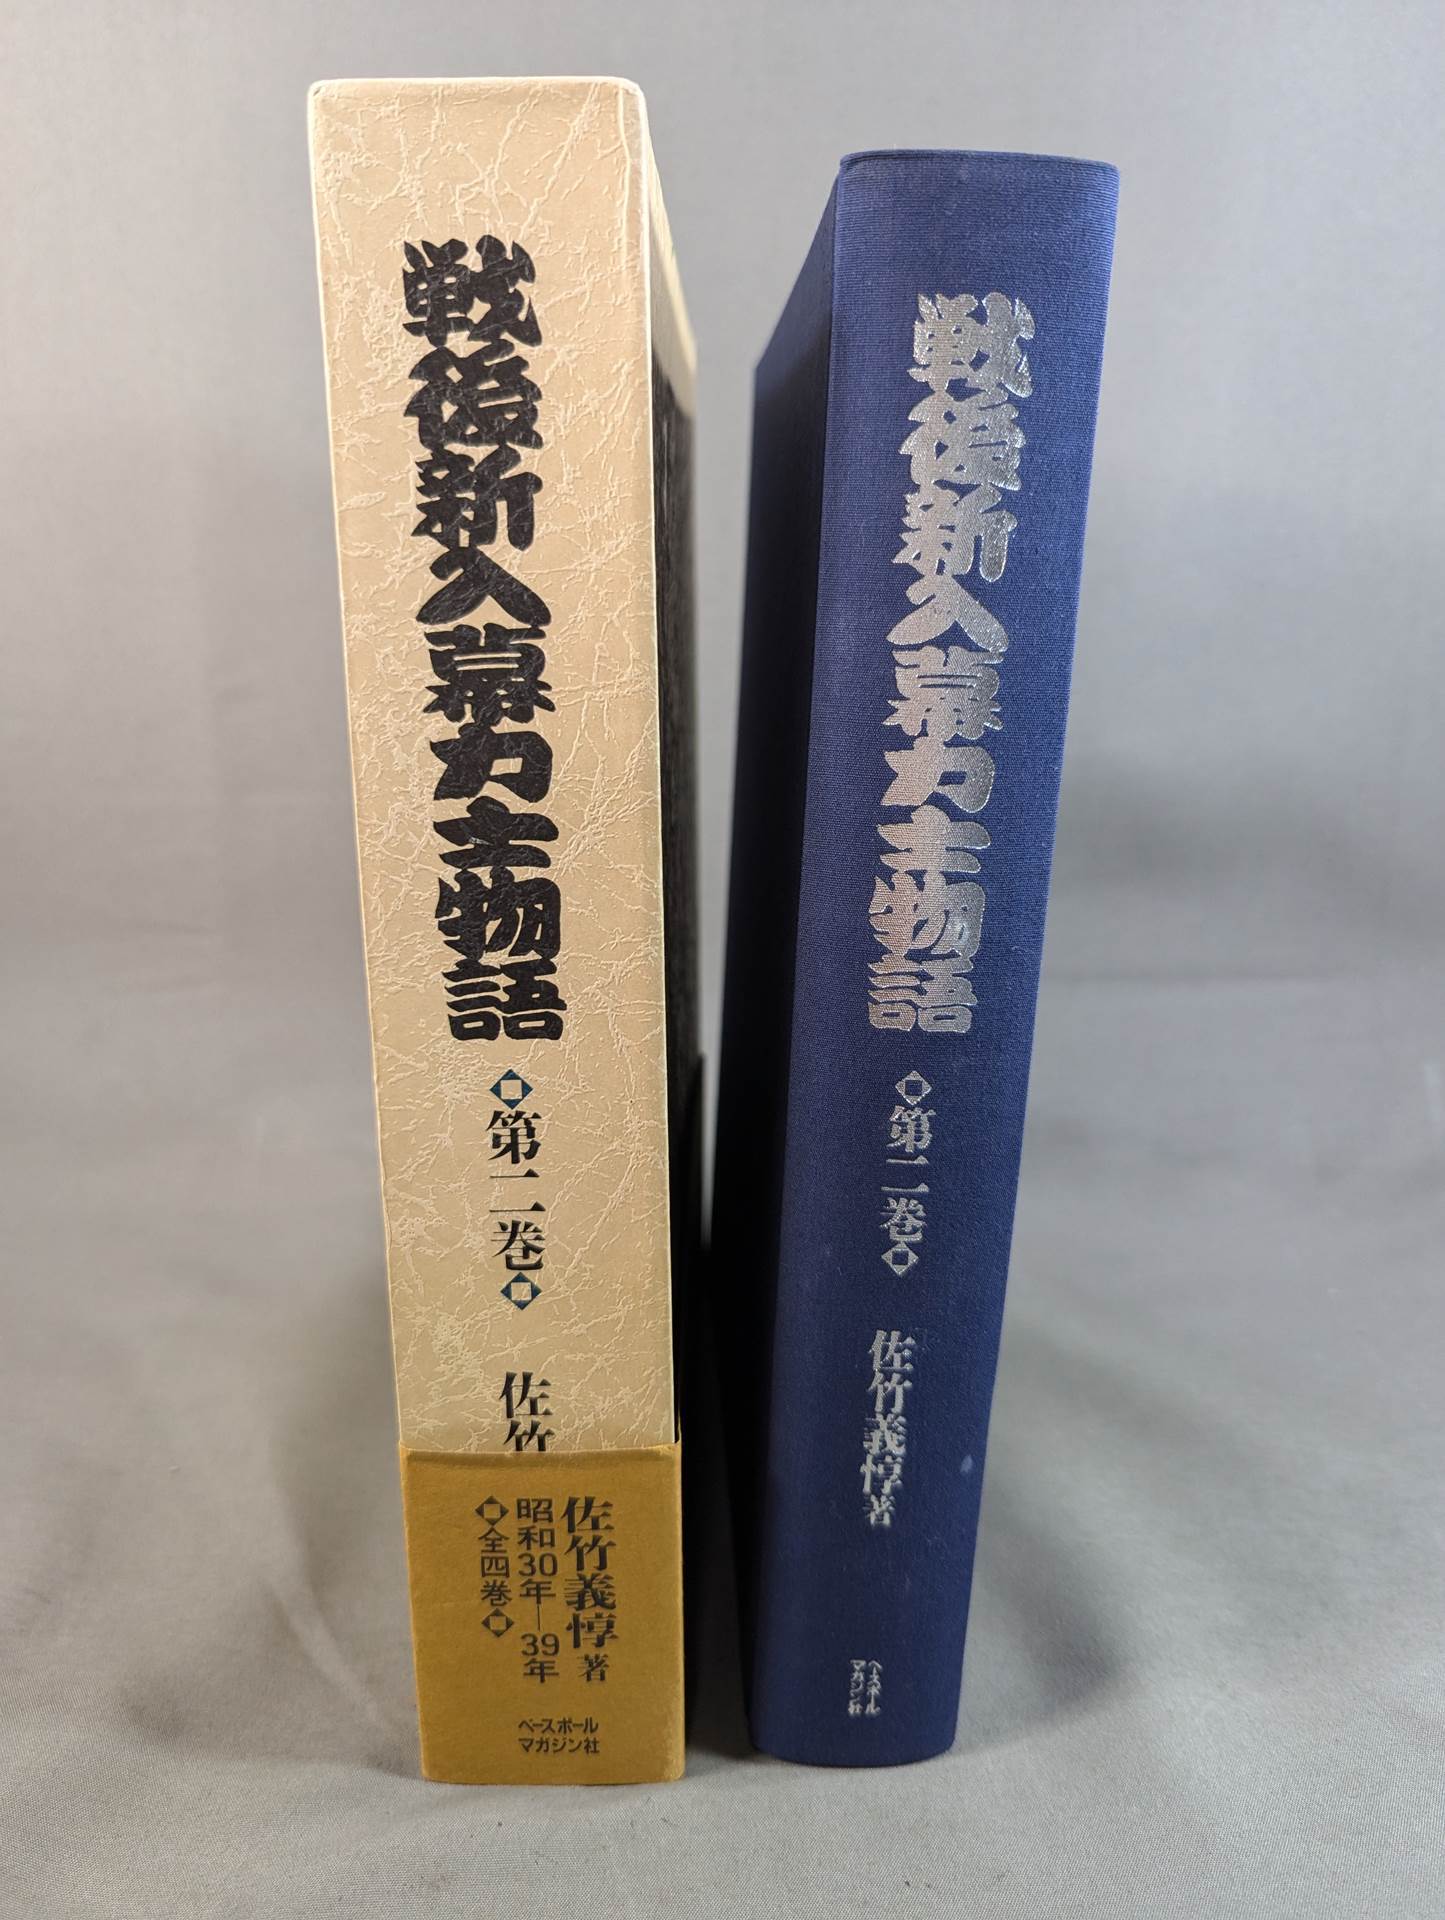 戦後新入幕力士物語
第二巻
佐竹
佐竹義惇著
昭和30年―39年
全四巻
ベースボール
マガジン社
戦後新入幕力士物語
第二巻
佐竹義惇著
ベースボール
マガジン社